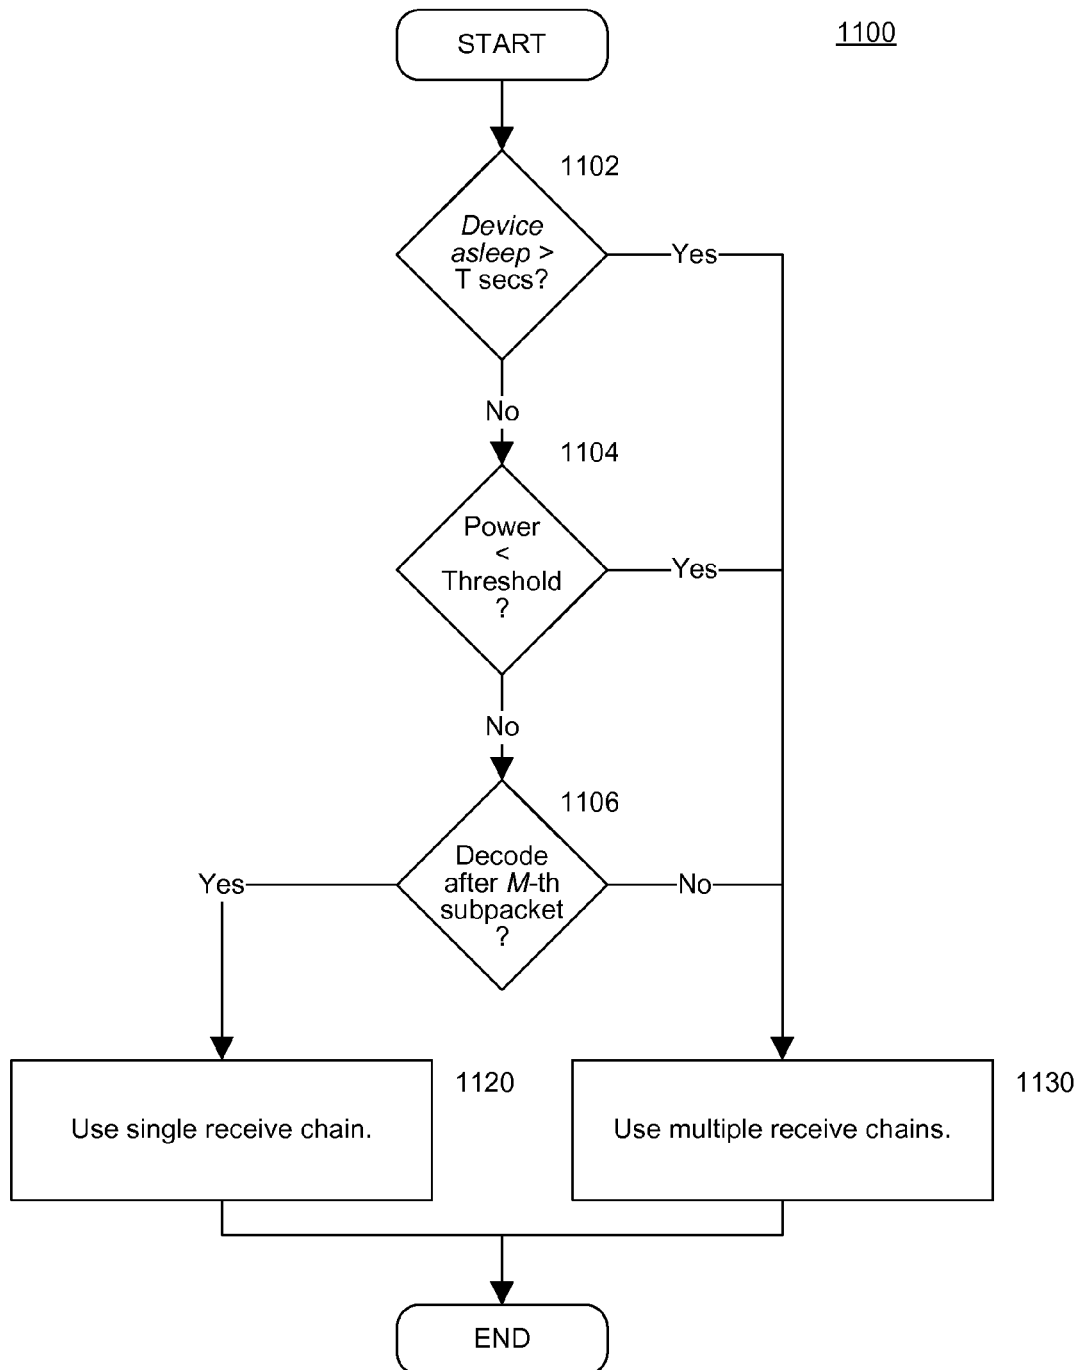 START
1100
1102
Device
asleep >
T secs?
Yes
No
1104
Power
<
Threshold
?
Yes
No
1106
Decode
after M-th
subpacket
?
Yes
No
1120
Use single receive chain.
1130
Use multiple receive chains.
END